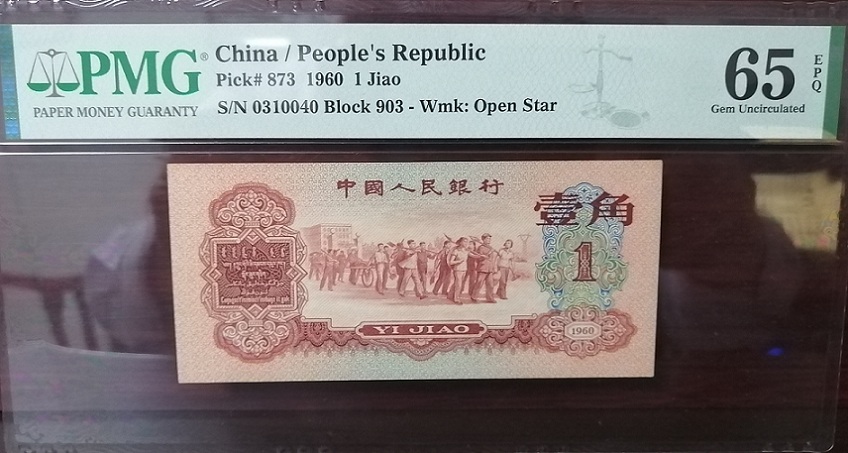 PMG®
PAPER MONEY GUARANTY
China / People's Republic
Pick# 873 1960 1 Jiao
S/N 0310040 Block 903 - Wmk: Open Star
65
EPQ
Gem Uncirculated
中國人民銀行
壹角
1
YI JIAO
1960